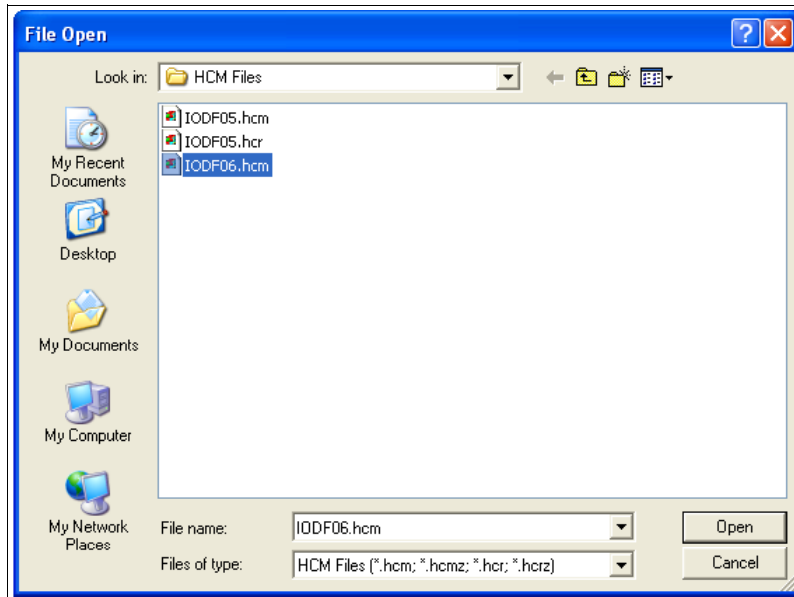 File Open
Look in:
HCM Files
My Recent
Documents
Desktop
My Documents
My Computer
My Network
Places
IODF05.hcm
IODF05.hcr
IODF06.hcm
File name:
IODF06.hcm
Open
Files of type:
HCM Files (*.hcm; *.hcmz; *.hcr; *.hcrz)
Cancel